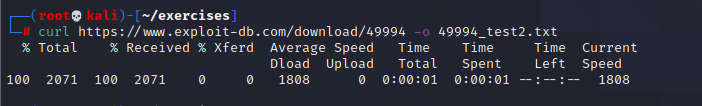 ┌──(root💀kali)-[~/exercises]
└─# curl https://www.exploit-db.com/download/49994 -o 49994_test2.txt
  % Total    % Received % Xferd  Average Speed   Time    Time     Time  Current
                                 Dload  Upload   Total   Spent    Left  Speed
100  2071  100  2071    0     0   1808      0  0:00:01  0:00:01 --:--:--  1808